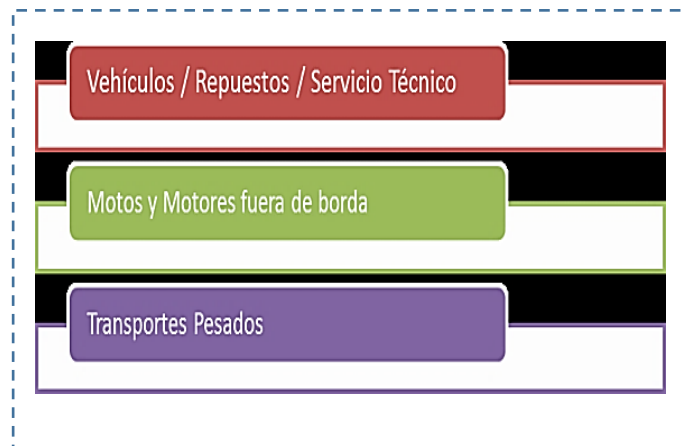 Vehículos / Repuestos / Servicio Técnico
Motos y Motores fuera de borda
Transportes Pesados